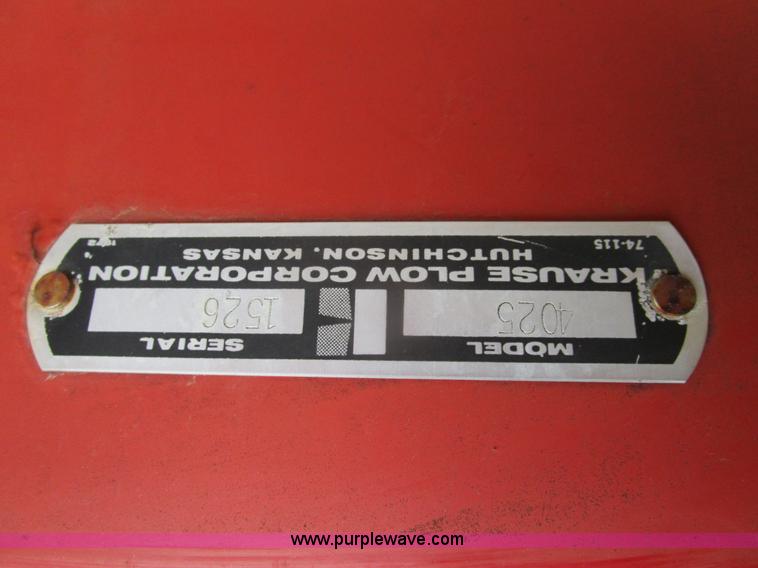 MODEL SERIAL
4025 1526
KRAUSE PLOW CORPORATION
HUTCHINSON, KANSAS
74-115
www.purplewave.com